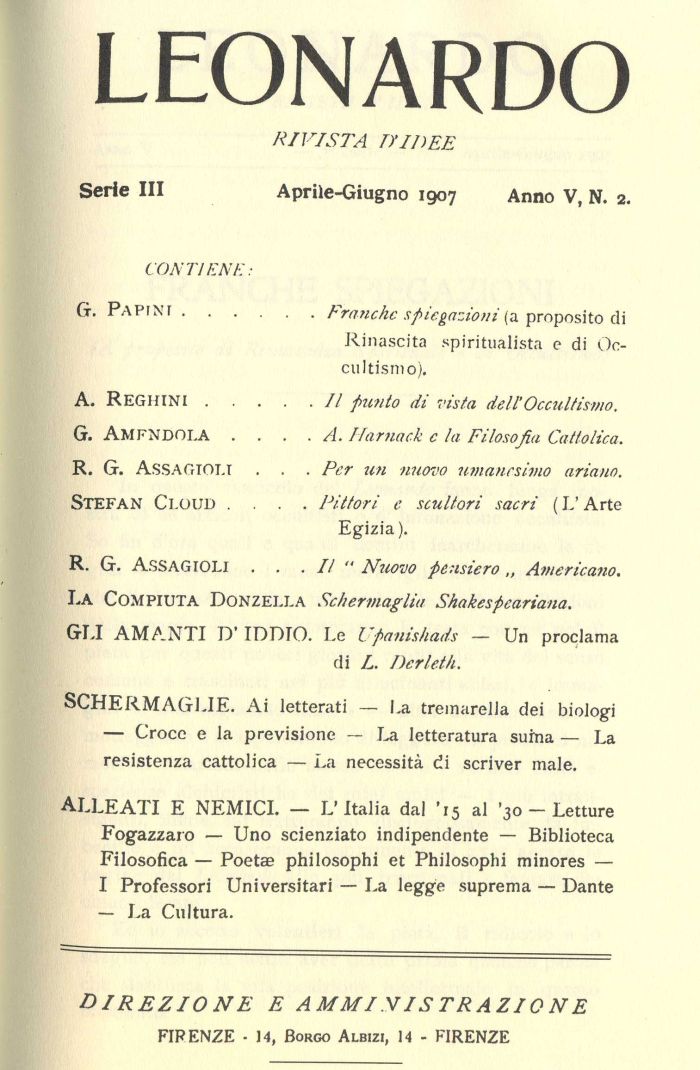 LEONARDO
RIVISTA D'IDEE
Serie III Aprile-Giugno 1907 Anno V, N. 2.
CONTIENE:
G. PAPINI . . . . . . Franche spiegazioni (a proposito di
Rinascita spiritualista e di Oc-
cultismo).
A. REGHINI . . . . . Il punto di vista dell'Occultismo.
G. AMENDOLA . . . . A. Harnack e la Filosofia Cattolica.
R. G. ASSAGIOLI . . . Per un nuovo umanesimo ariano.
STEFAN CLOUD . . . . Pittori e scultori sacri (L'Arte
Egizia).
R. G. ASSAGIOLI . . . Il " Nuovo pensiero „ Americano.
LA COMPIUTA DONZELLA Schermaglia Shakespeariana.
GLI AMANTI D'IDDIO. Le Upanishads — Un proclama
di L. Derleth.
SCHERMAGLIE. Ai letterati — La tremarella dei biologi
— Croce e la previsione — La letteratura suina — La
resistenza cattolica — La necessità di scriver male.
ALLEATI E NEMICI. — L'Italia dal '15 al '30 — Letture
Fogazzaro — Uno scienziato indipendente — Biblioteca
Filosofica — Poetæ philosophi et Philosophi minores —
I Professori Universitari — La legge suprema — Dante
— La Cultura.
DIREZIONE E AMMINISTRAZIONE
FIRENZE - 14, BORGO ALBIZI, 14 - FIRENZE